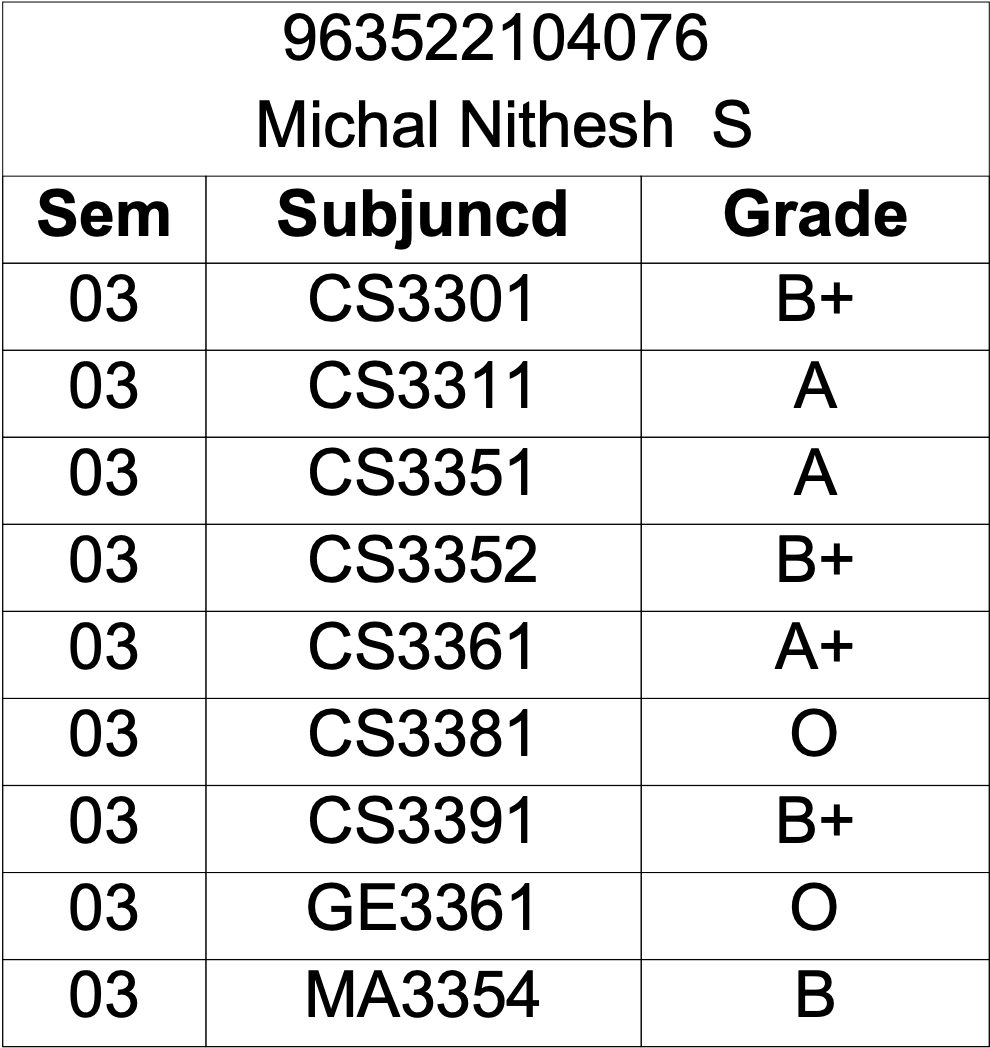 963522104076
Michal Nithesh S
Sem Subjuncd Grade
03 CS3301 B+
03 CS3311 A
03 CS3351 A
03 CS3352 B+
03 CS3361 A+
03 CS3381 O
03 CS3391 B+
03 GE3361 O
03 MA3354 B